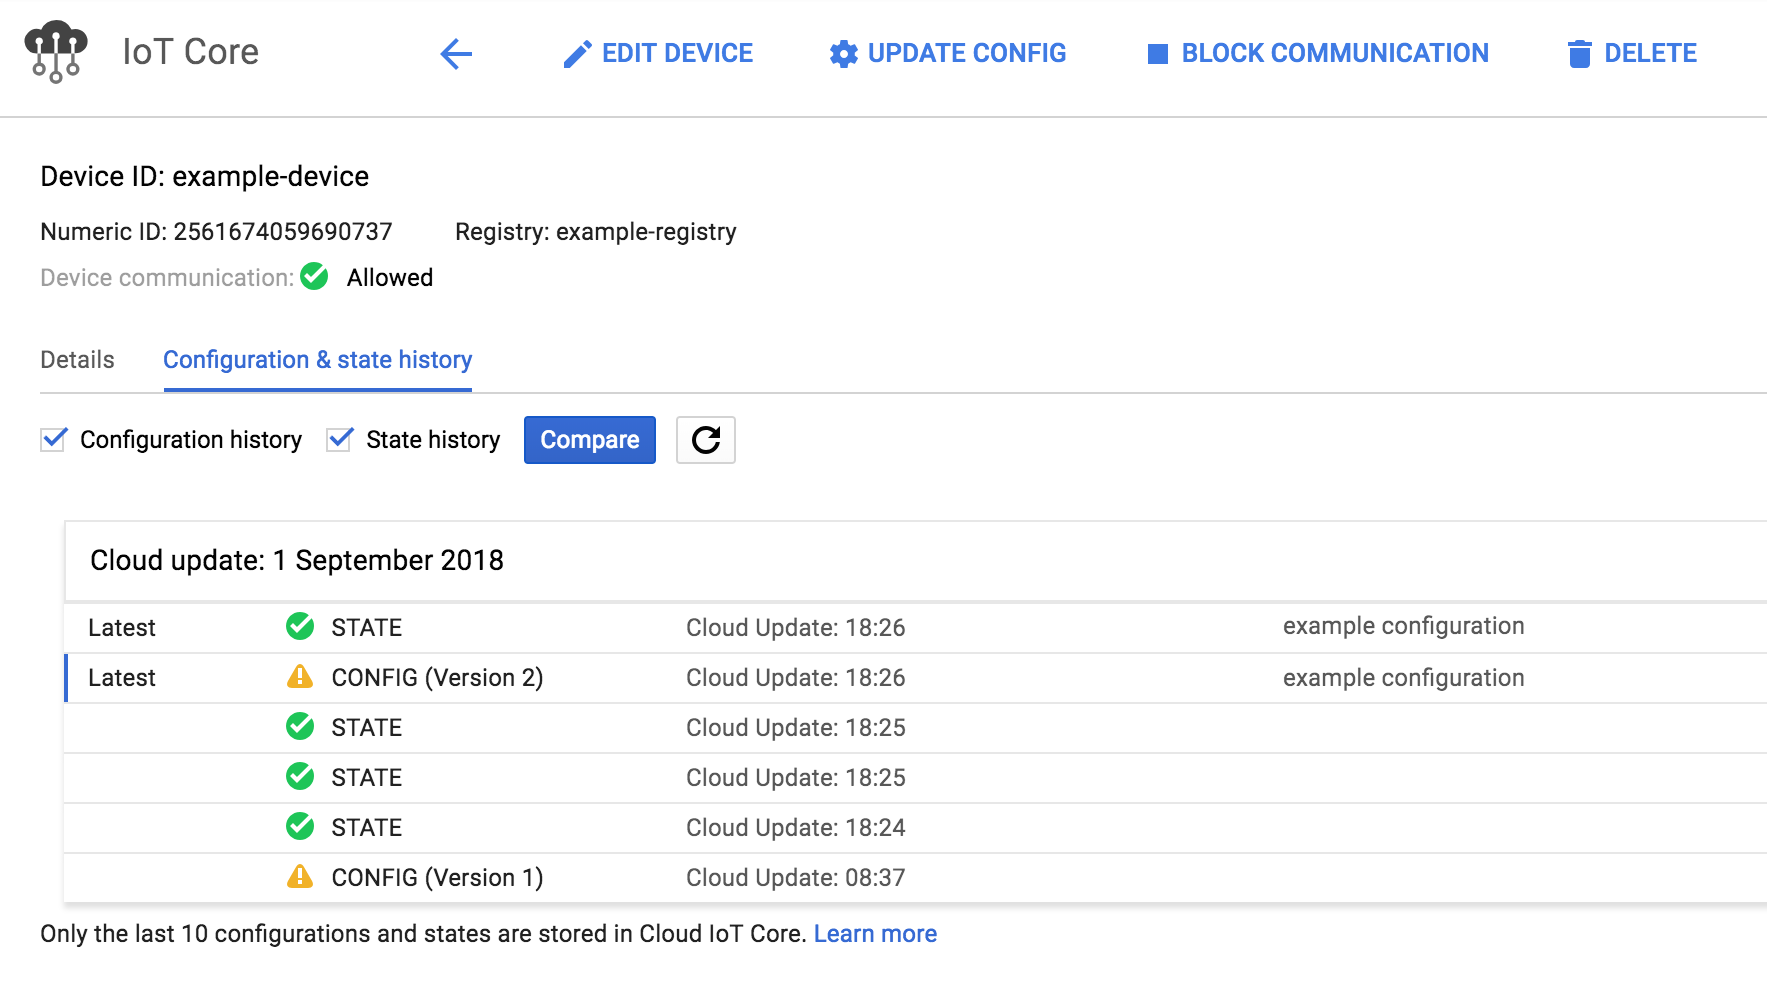 IoT Core EDIT DEVICE UPDATE CONFIG BLOCK COMMUNICATION DELETE
Device ID: example-device
Numeric ID: 2561674059690737 Registry: example-registry
Device communication: Allowed
Details Configuration & state history
Configuration history State history Compare
Cloud update: 1 September 2018
Latest STATE Cloud Update: 18:26 example configuration
Latest CONFIG (Version 2) Cloud Update: 18:26 example configuration
STATE Cloud Update: 18:25
STATE Cloud Update: 18:25
STATE Cloud Update: 18:24
CONFIG (Version 1) Cloud Update: 08:37
Only the last 10 configurations and states are stored in Cloud IoT Core. Learn more